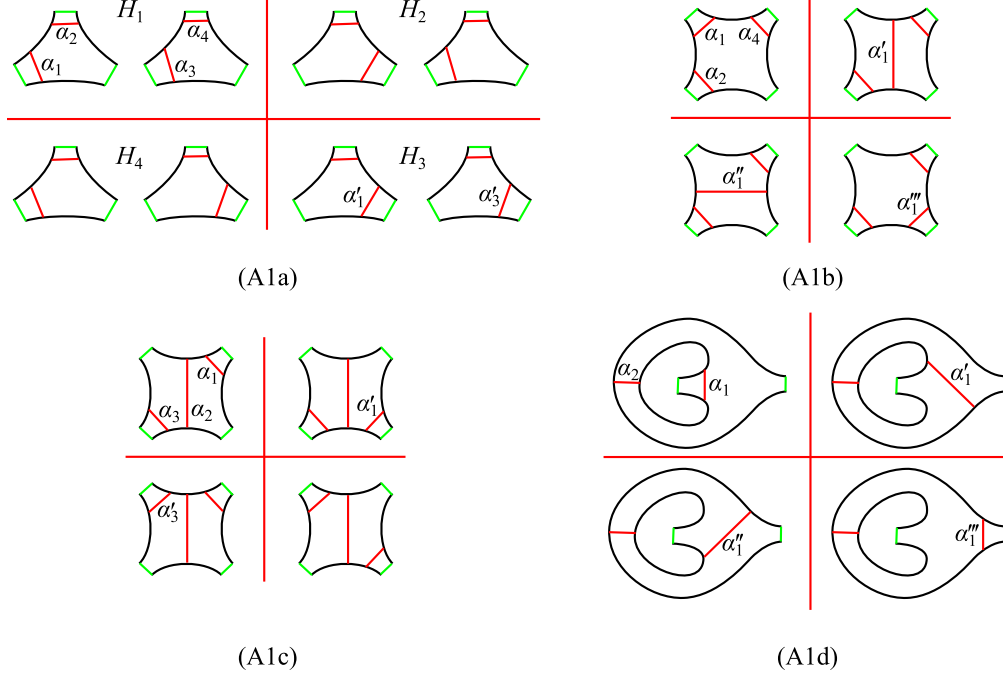 H₁ H₂
α₂ α₄
α₁ α₃
H₄ H₃
α′₁ α′₃
(A1a)
α₁ α₄ α′₁
α₂
α″₁ α‴₁
(A1b)
α₁
α₃ α₂ α′₁
α′₃
(A1c)
α₂ α₁ α′₁
α″₁ α‴₁
(A1d)